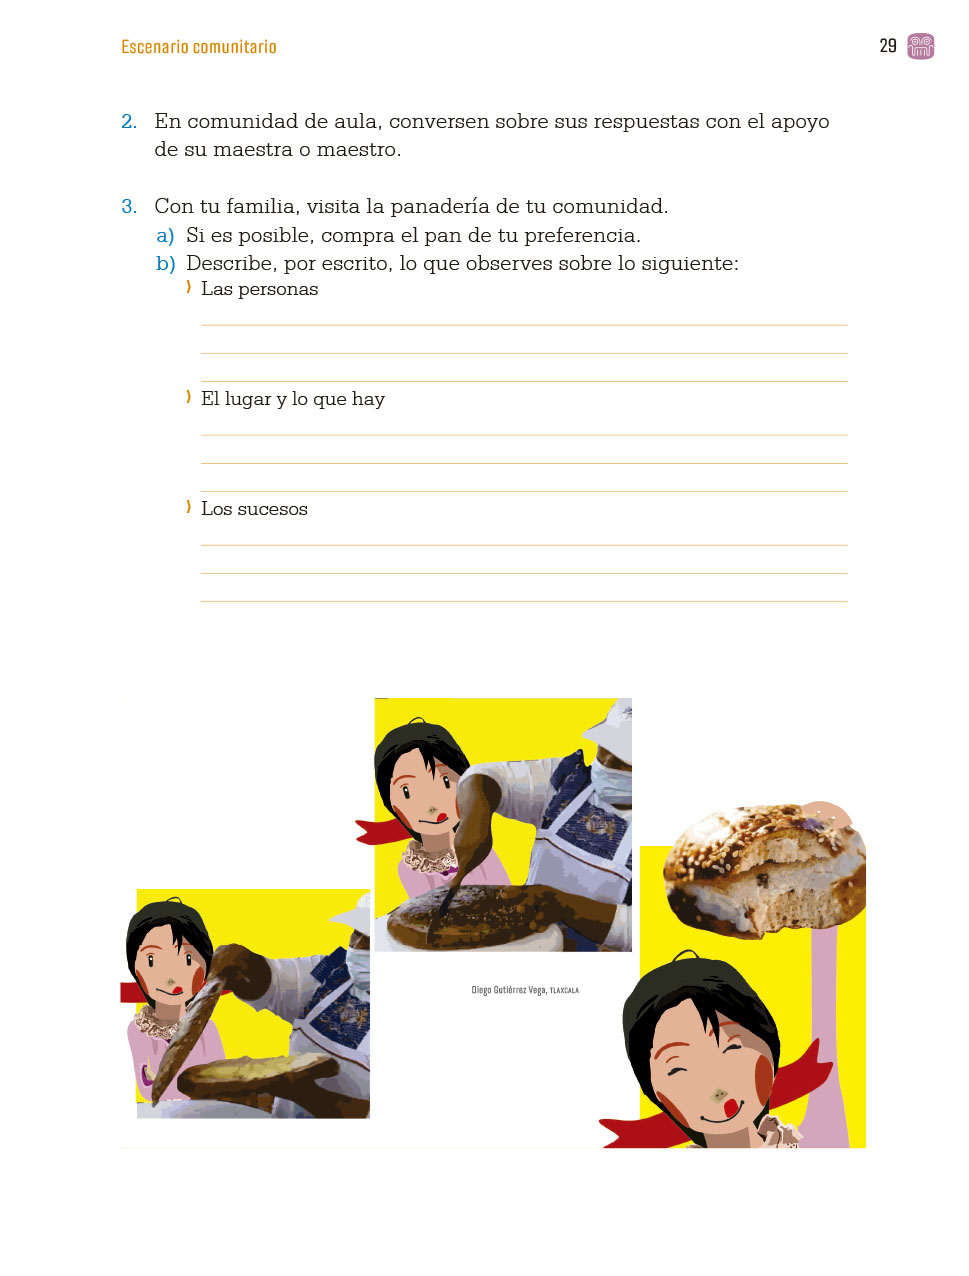 Escenario comunitario
29
2. En comunidad de aula, conversen sobre sus respuestas con el apoyo
de su maestra o maestro.
3. Con tu familia, visita la panadería de tu comunidad.
a) Si es posible, compra el pan de tu preferencia.
b) Describe, por escrito, lo que observes sobre lo siguiente:
⟩ Las personas
⟩ El lugar y lo que hay
⟩ Los sucesos
Diego Gutiérrez Vega, TLAXCALA